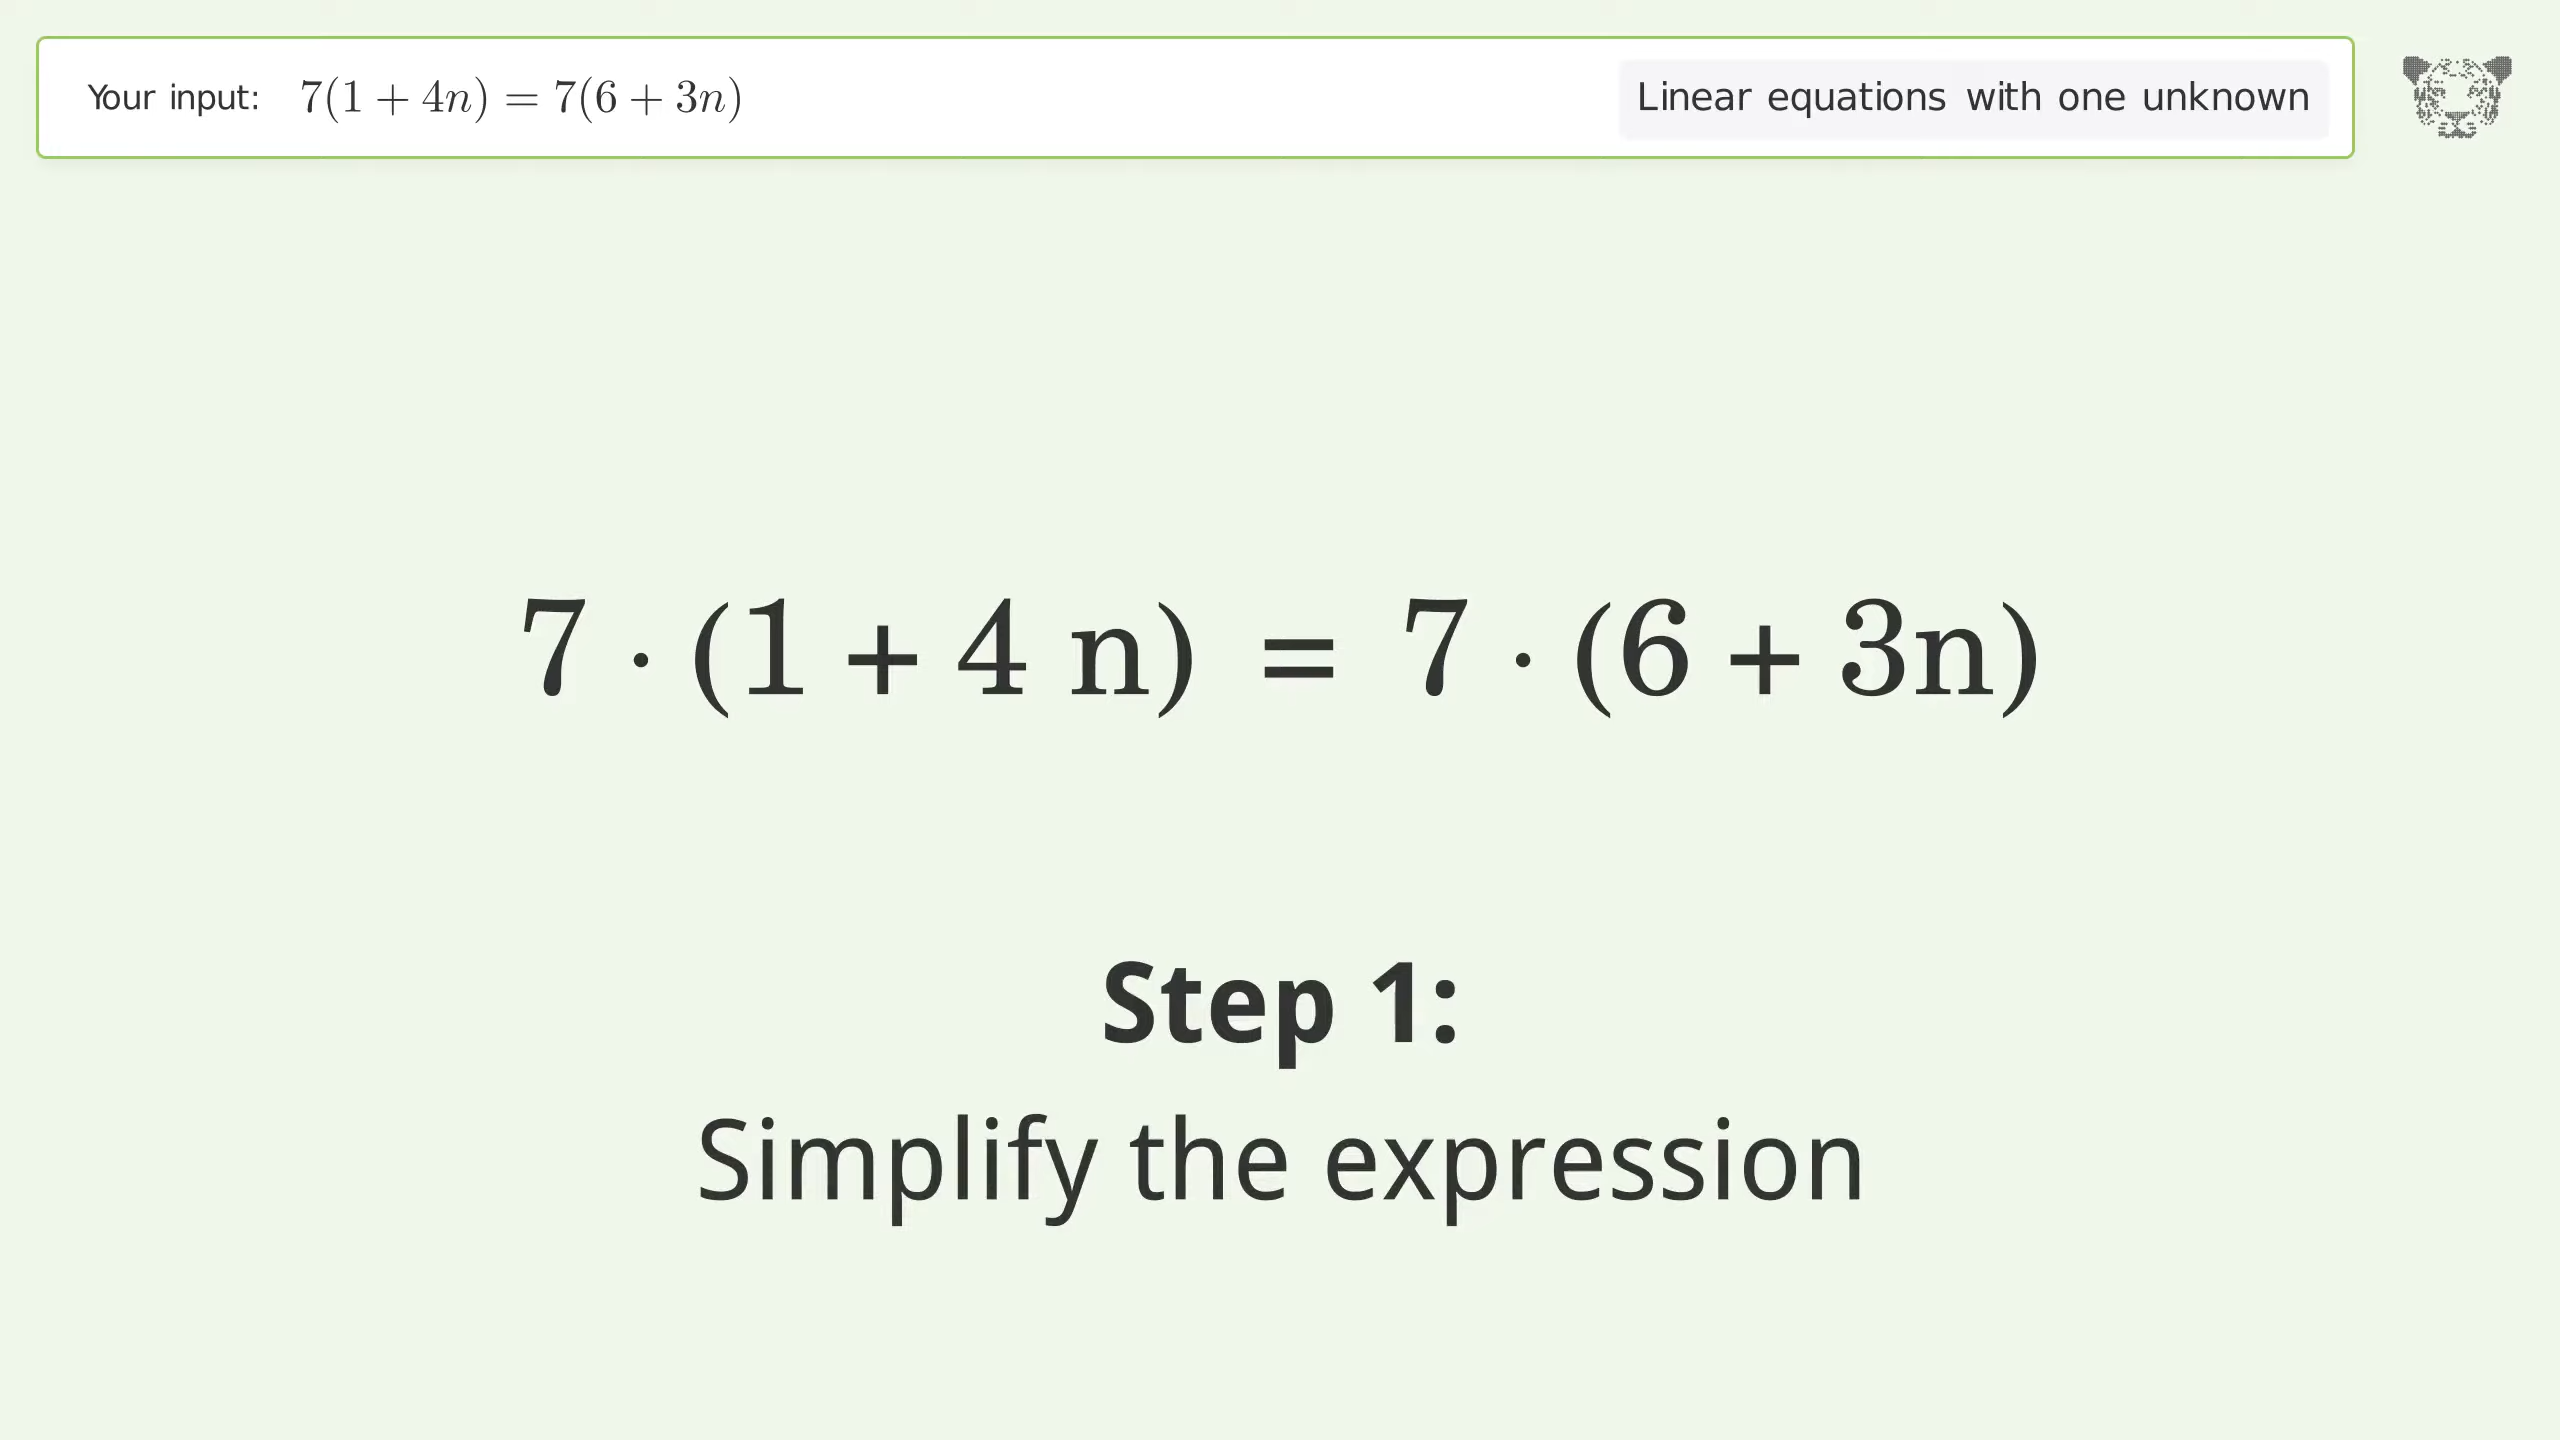 Your input: 7(1 + 4n) = 7(6 + 3n)
Linear equations with one unknown
7 · (1 + 4 n) = 7 · (6 + 3n)
Step 1:
Simplify the expression